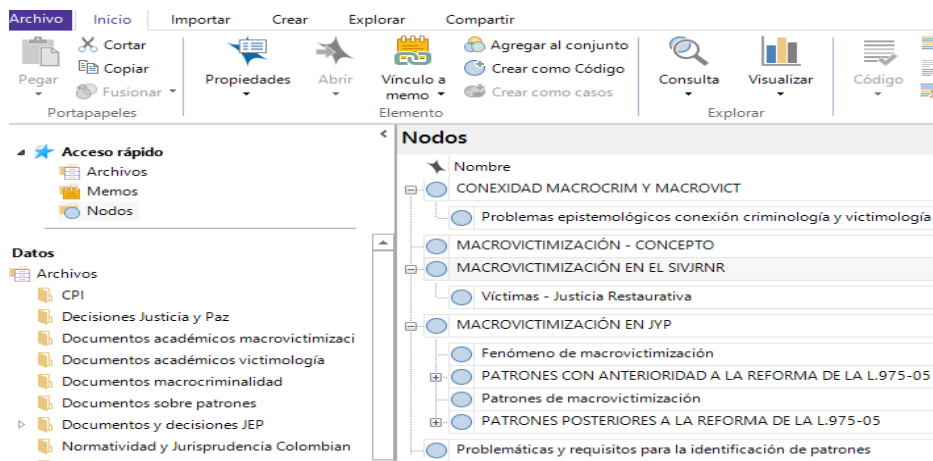 Archivo Inicio Importar Crear Explorar Compartir
Pegar
Cortar
Copiar
Fusionar
Portapapeles
Propiedades
Abrir
Vínculo a
memo
Agregar al conjunto
Crear como Código
Crear como casos
Elemento
Consulta
Visualizar
Explorar
Código
Acceso rápido
Archivos
Memos
Nodos
Datos
Archivos
CPI
Decisiones Justicia y Paz
Documentos académicos macrovictimizaci
Documentos académicos victimología
Documentos macrocriminalidad
Documentos sobre patrones
Documentos y decisiones JEP
Normatividad y Jurisprudencia Colombian
Nodos
Nombre
CONEXIDAD MACROCRIM Y MACROVICT
Problemas epistemológicos conexión criminología y victimología
MACROVICTIMIZACIÓN - CONCEPTO
MACROVICTIMIZACIÓN EN EL SIVJRNR
Víctimas - Justicia Restaurativa
MACROVICTIMIZACIÓN EN JYP
Fenómeno de macrovictimización
PATRONES CON ANTERIORIDAD A LA REFORMA DE LA L.975-05
Patrones de macrovictimización
PATRONES POSTERIORES A LA REFORMA DE LA L.975-05
Problemáticas y requisitos para la identificación de patrones